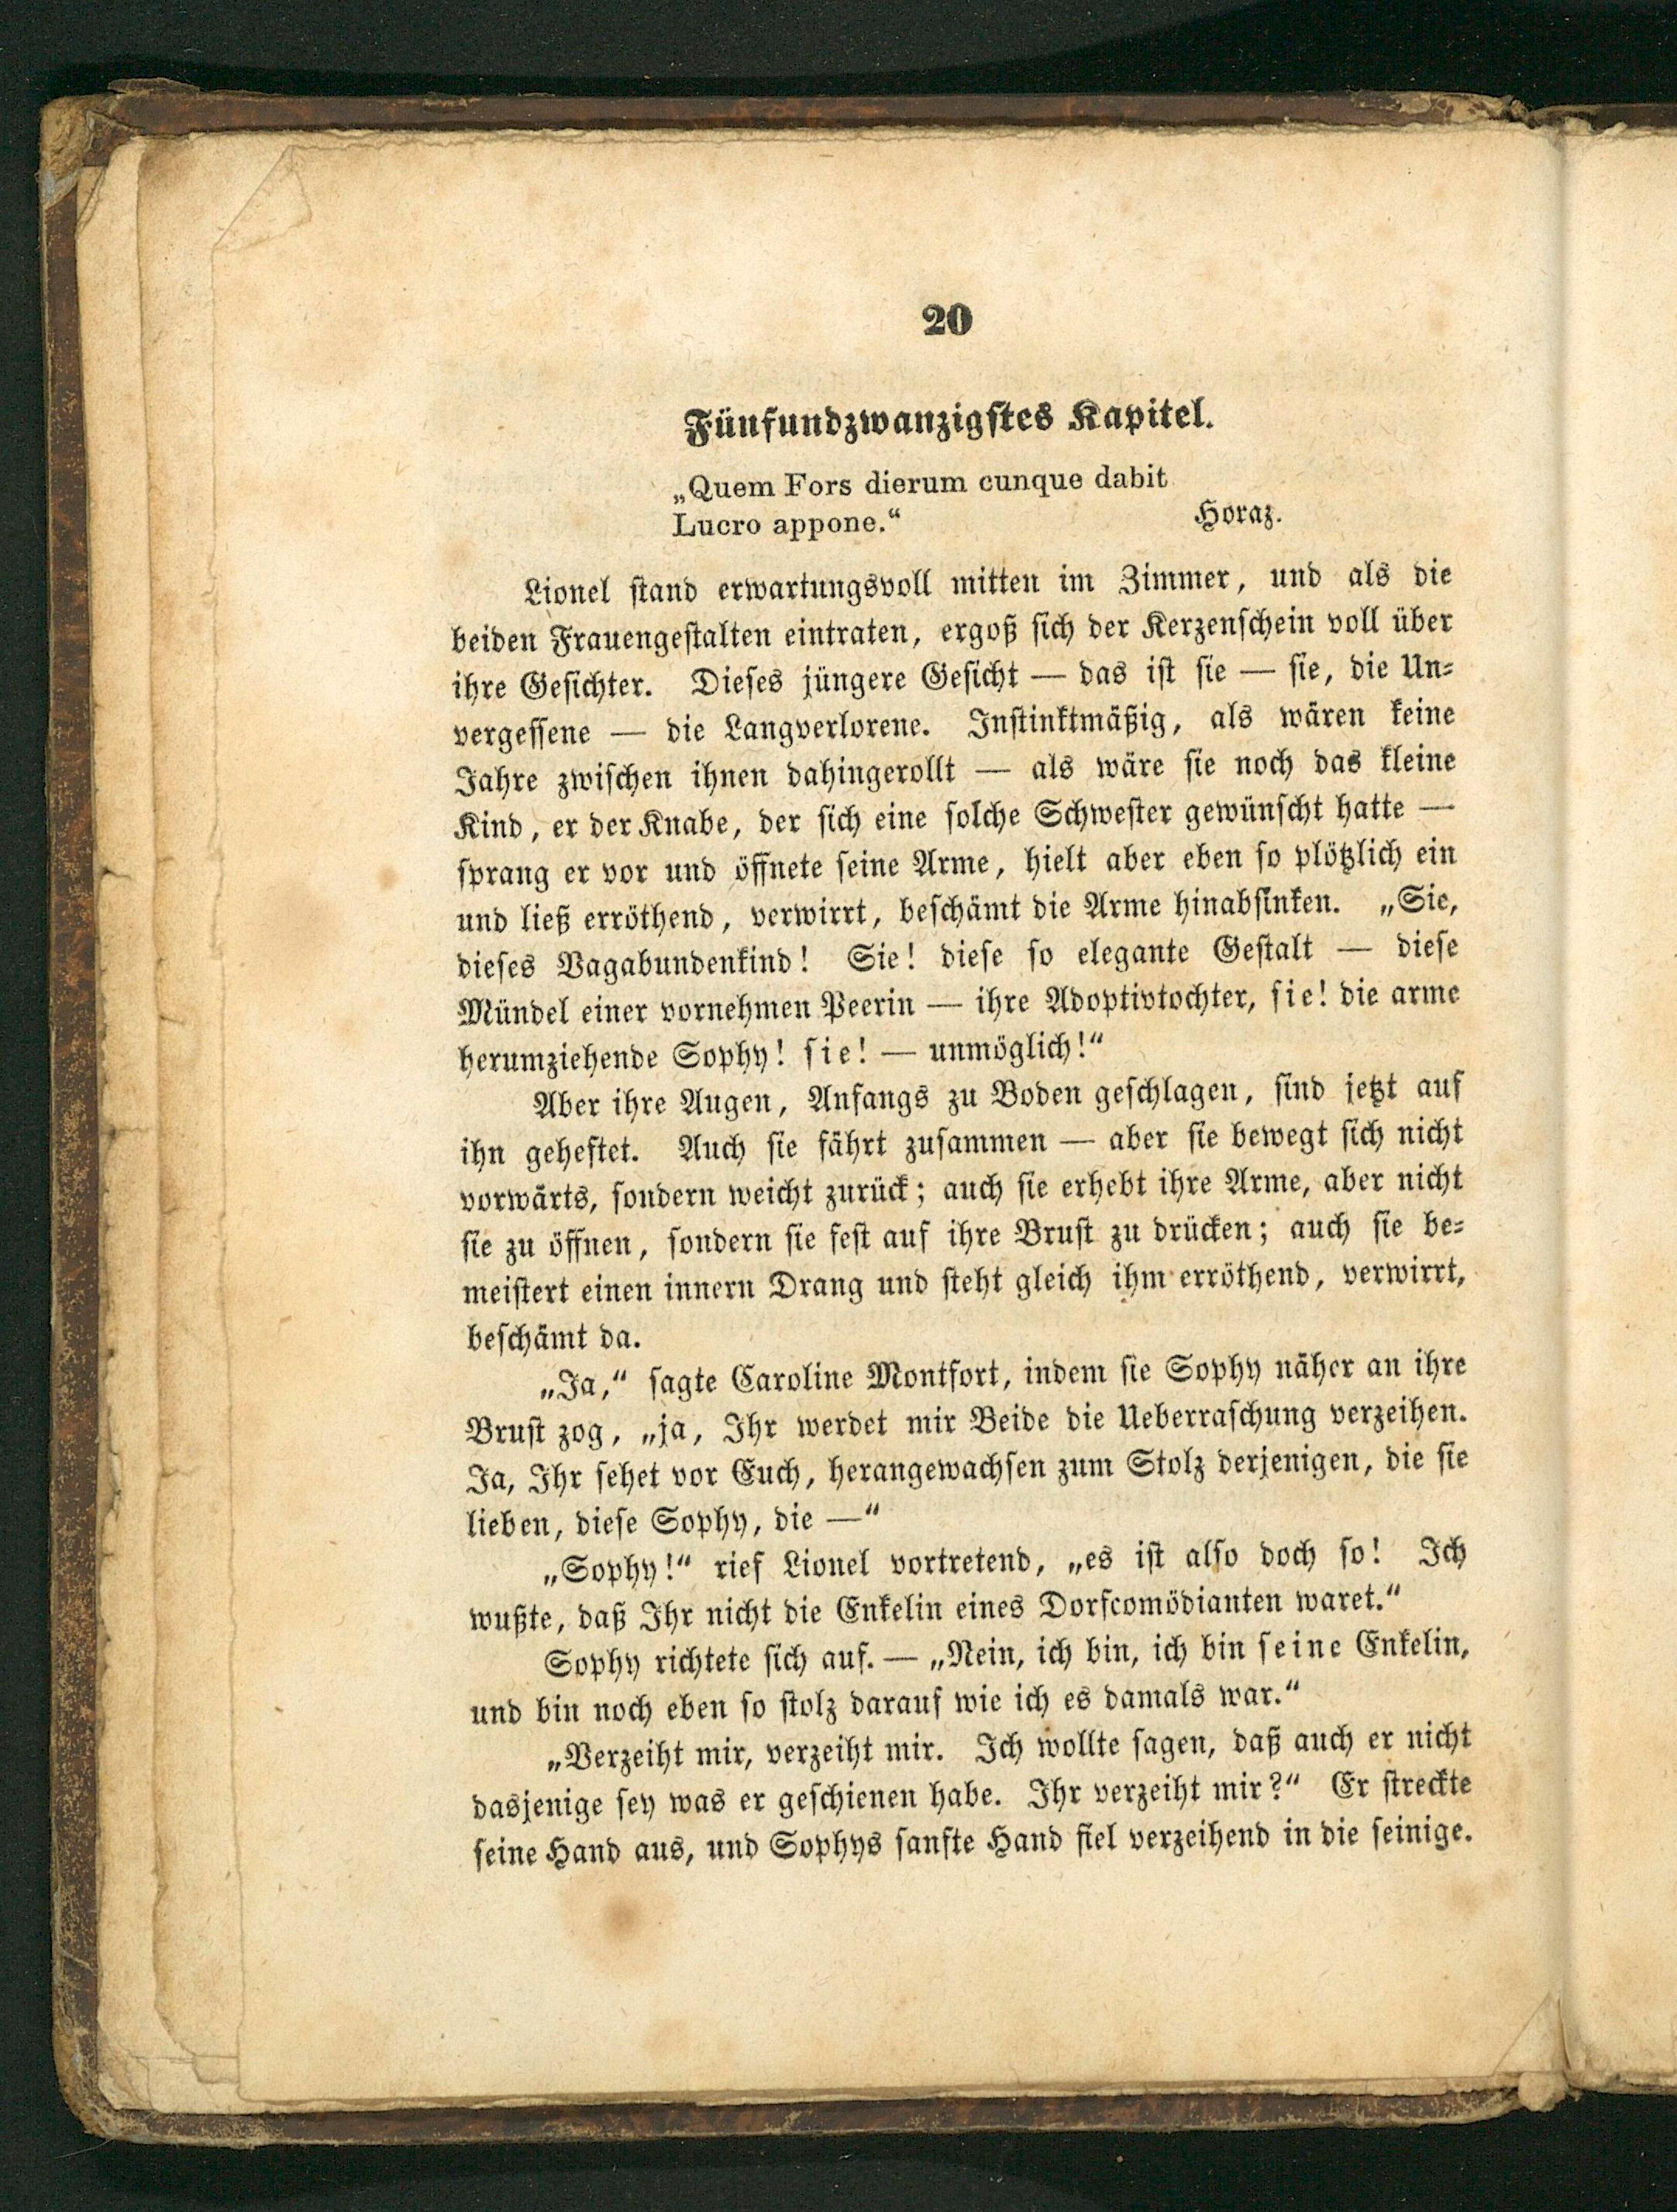 20
Fünfundzwanzigstes Kapitel.
„Quem Fors dierum cunque dabit
Lucro appone.“ Horaz.
Lionel stand erwartungsvoll mitten im Zimmer, und als die
beiden Frauengestalten eintraten, ergoß sich der Kerzenschein voll über
ihre Gesichter. Dieses jüngere Gesicht — das ist sie — sie, die Un-
vergessene — die Langverlorene. Instinktmäßig, als wären keine
Jahre zwischen ihnen dahingerollt — als wäre sie noch das kleine
Kind, er der Knabe, der sich eine solche Schwester gewünscht hatte —
sprang er vor und öffnete seine Arme, hielt aber eben so plötzlich ein
und ließ erröthend, verwirrt, beschämt die Arme hinabsinken. „Sie,
dieses Vagabundenkind! Sie! diese so elegante Gestalt — diese
Mündel einer vornehmen Peerin — ihre Adoptivtochter, sie! die arme
herumziehende Sophy! sie! — unmöglich!“
Aber ihre Augen, Anfangs zu Boden geschlagen, sind jetzt auf
ihn geheftet. Auch sie fährt zusammen — aber sie bewegt sich nicht
vorwärts, sondern weicht zurück; auch sie erhebt ihre Arme, aber nicht
sie zu öffnen, sondern sie fest auf ihre Brust zu drücken; auch sie be-
meistert einen innern Drang und steht gleich ihm erröthend, verwirrt,
beschämt da.
„Ja,“ sagte Caroline Montfort, indem sie Sophy näher an ihre
Brust zog, „ja, Ihr werdet mir Beide die Ueberraschung verzeihen.
Ja, Ihr sehet vor Euch, herangewachsen zum Stolz derjenigen, die sie
lieben, diese Sophy, die —“
„Sophy!“ rief Lionel vortretend, „es ist also doch so! Ich
wußte, daß Ihr nicht die Enkelin eines Dorfcomödianten waret.“
Sophy richtete sich auf. — „Nein, ich bin, ich bin seine Enkelin,
und bin noch eben so stolz darauf wie ich es damals war.“
„Verzeiht mir, verzeiht mir. Ich wollte sagen, daß auch er nicht
dasjenige sey was er geschienen habe. Ihr verzeiht mir?“ Er streckte
seine Hand aus, und Sophys sanfte Hand fiel verzeihend in die seinige.